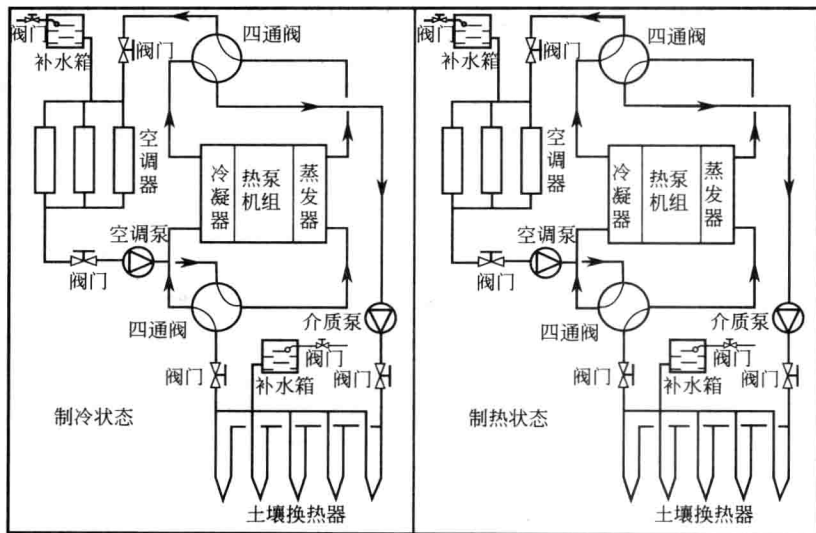 阀门
补水箱
阀门
四通阀
空调器
冷凝器
热泵机组
蒸发器
空调泵
阀门
四通阀
介质泵
阀门
补水箱
阀门
阀门
制冷状态
土壤换热器
阀门
补水箱
阀门
四通阀
空调器
冷凝器
热泵机组
蒸发器
空调泵
阀门
四通阀
介质泵
阀门
补水箱
阀门
阀门
制热状态
土壤换热器